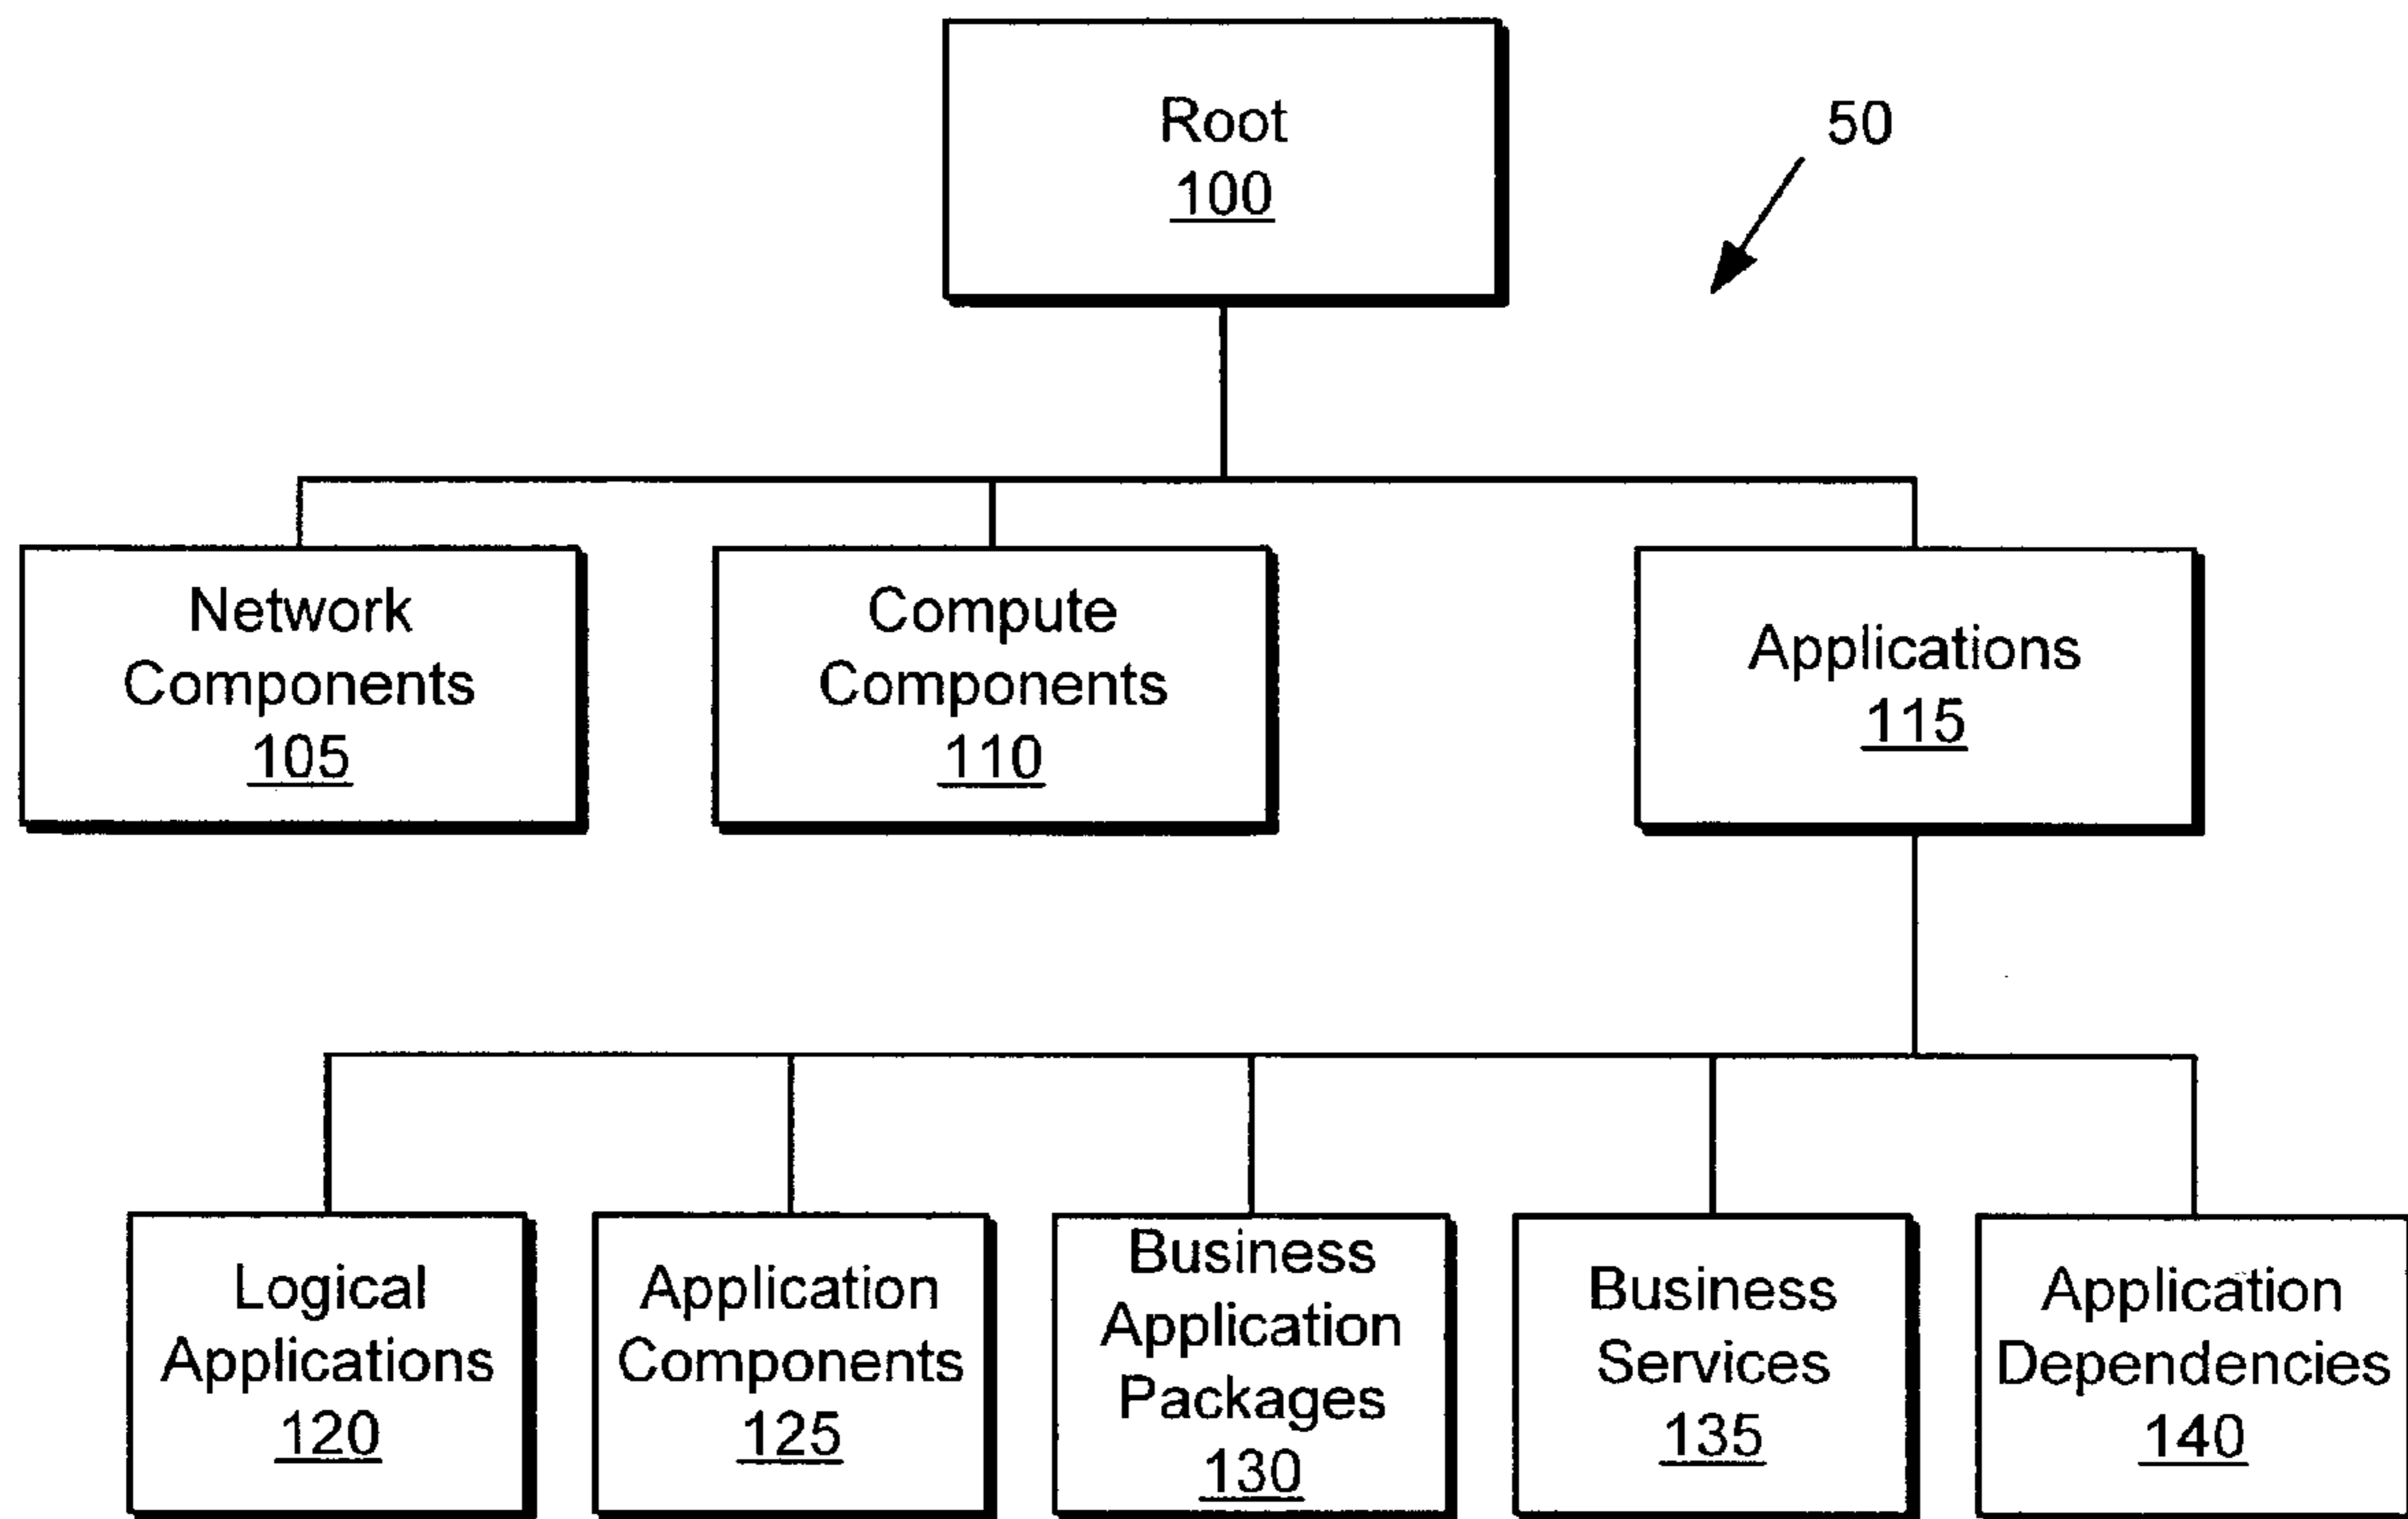 Root
100
50
Network
Components
105
Compute
Components
110
Applications
115
Logical
Applications
120
Application
Components
125
Business
Application
Packages
130
Business
Services
135
Application
Dependencies
140